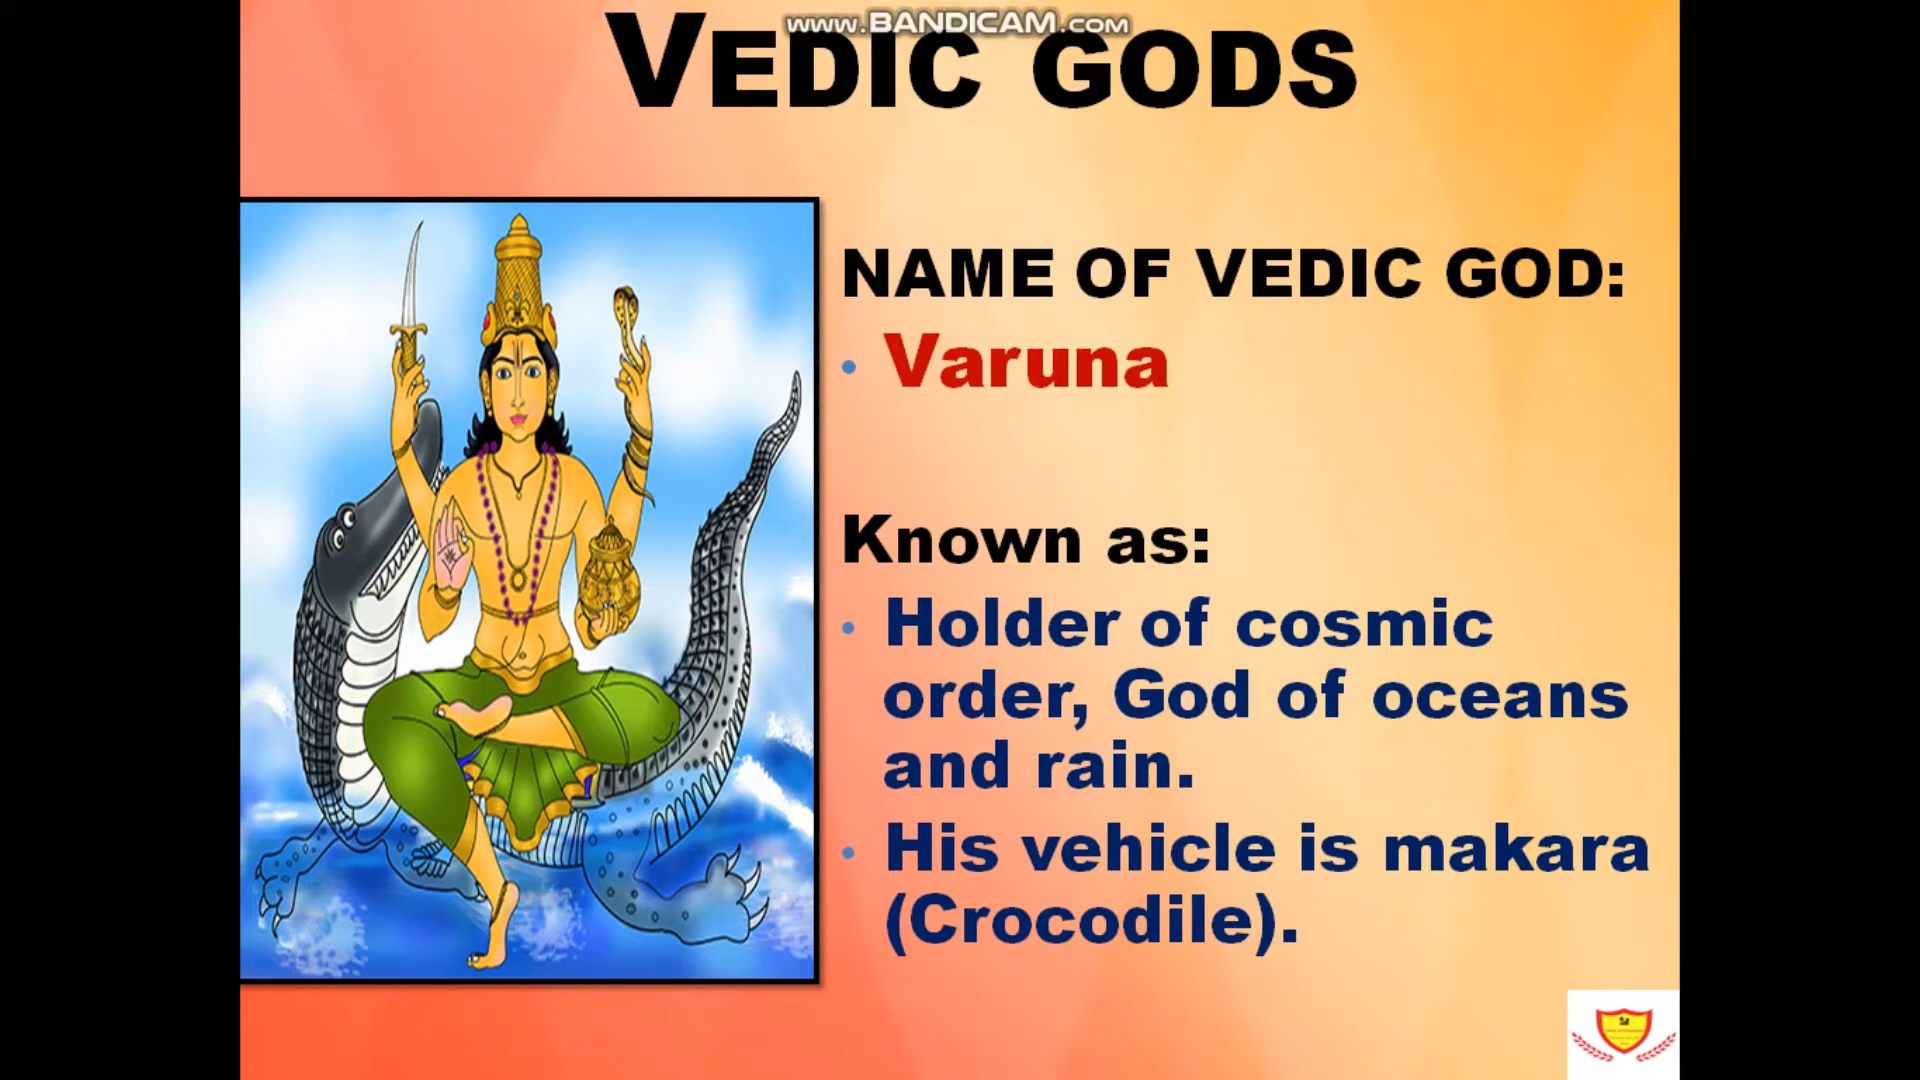 www.BANDICAM.com
VEDIC GODS
NAME OF VEDIC GOD:
• Varuna
Known as:
• Holder of cosmic
order, God of oceans
and rain.
• His vehicle is makara
(Crocodile).